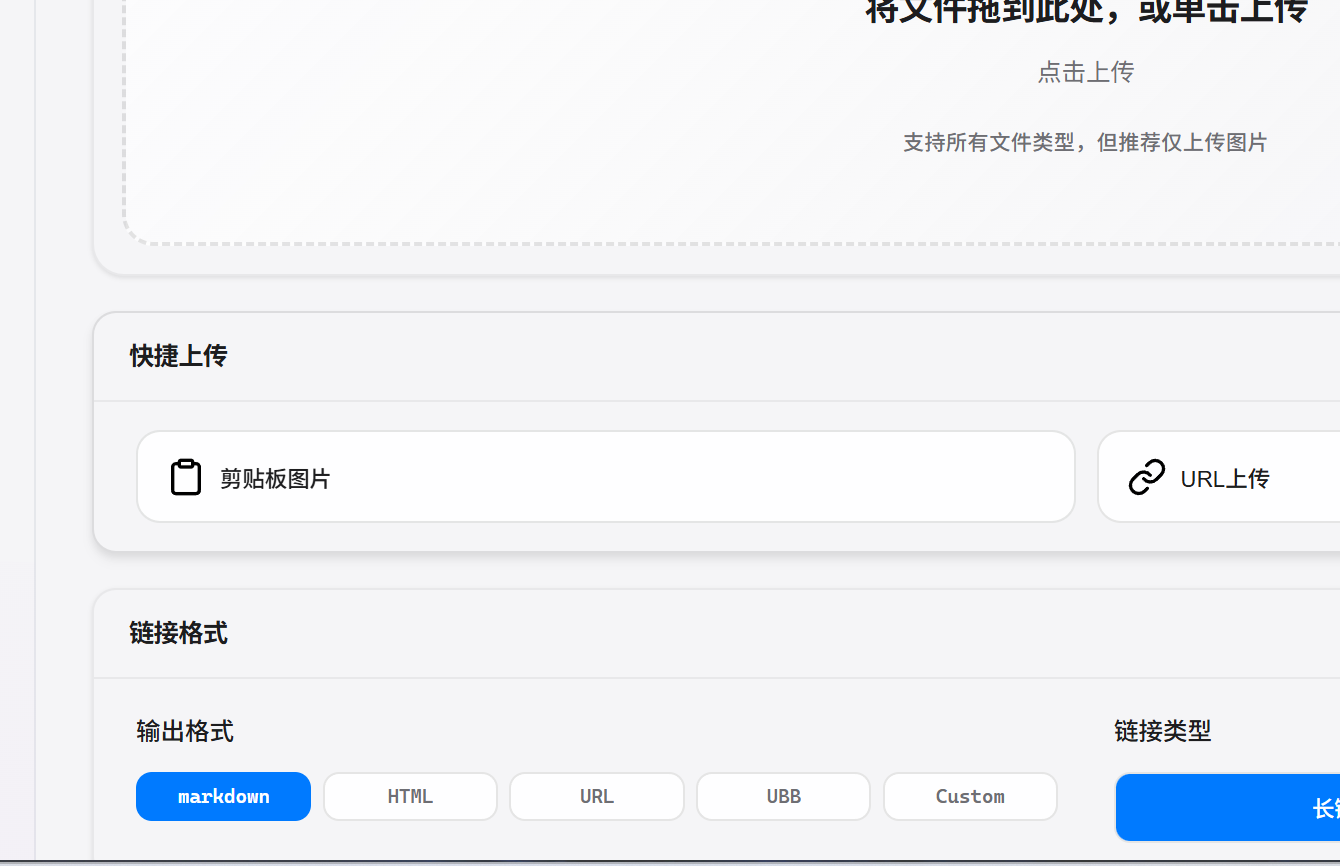 将文件拖到此处，或单击上传
点击上传
支持所有文件类型，但推荐仅上传图片
快捷上传
剪贴板图片
URL上传
链接格式
输出格式
链接类型
markdown
HTML
URL
UBB
Custom
长